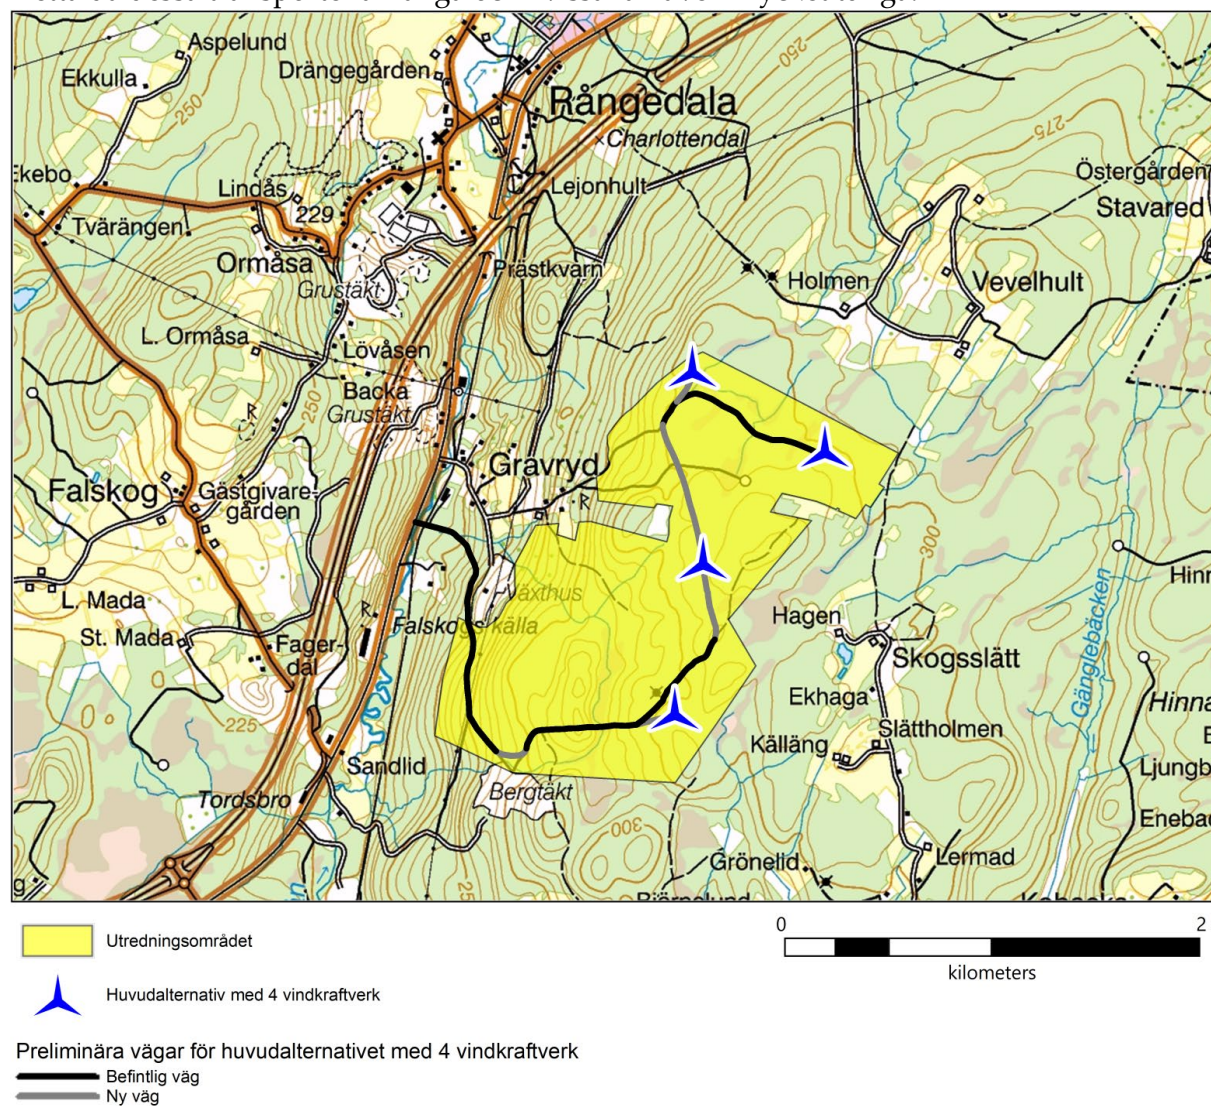 Aspelund
Ekkulla
Drängegården
Rångedala
Charlottendal
250
250
275
Ekebo
Lindås
229
Lejonhult
Östergården
Stavared
Tvärängen
Ormåsa
Prästkvarn
Grustäkt
Holmen
Vevelhult
L. Ormåsa
Lövåsen
Backa
Grustäkt
250
R
Gravryd
R
Falskog
Gästgivare-
gården
300
L. Mada
Växthus
Hagen
St. Mada
R
Falskogs källa
Fager-
dal
Skogsslätt
Gänglebäcken
Ekhaga
225
Slättholmen
Källäng
Sandlid
Tordsbro
Bergtäkt
300
Grönelid
Lermad
Björnelund
Utredningsområdet
0
2
kilometers
Huvudalternativ med 4 vindkraftverk
Preliminära vägar för huvudalternativet med 4 vindkraftverk
Befintlig väg
Ny väg